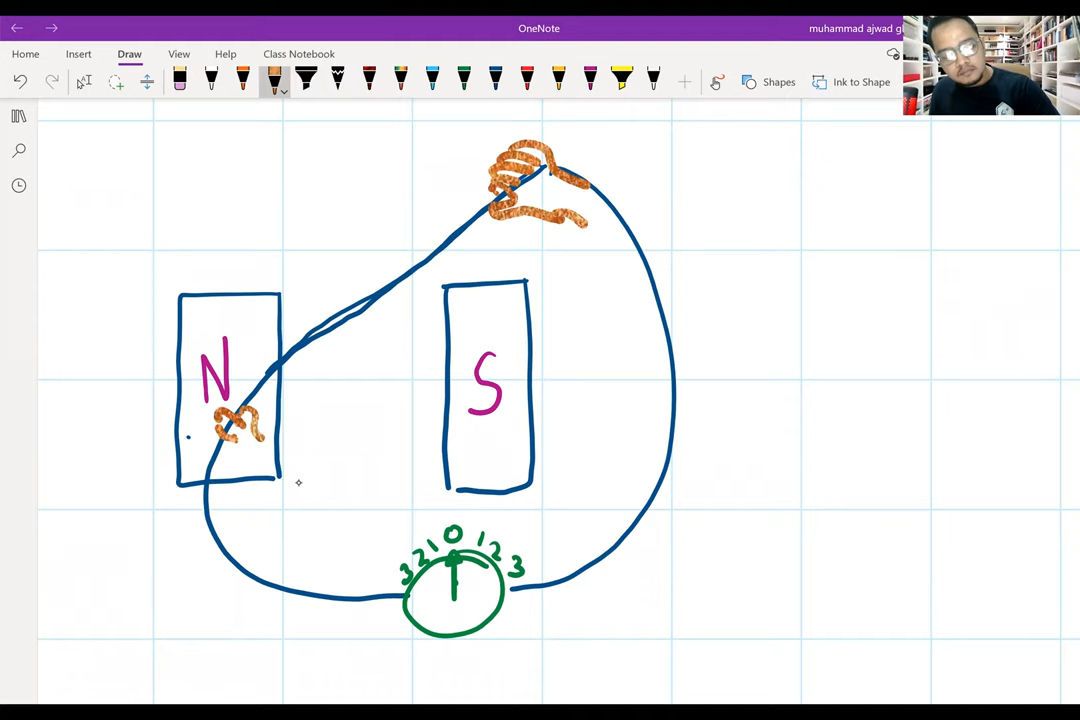 OneNote
muhammad ajwad g
Home Insert Draw View Help Class Notebook
Shapes Ink to Shape
N
S
3 2 1 0 1 2 3